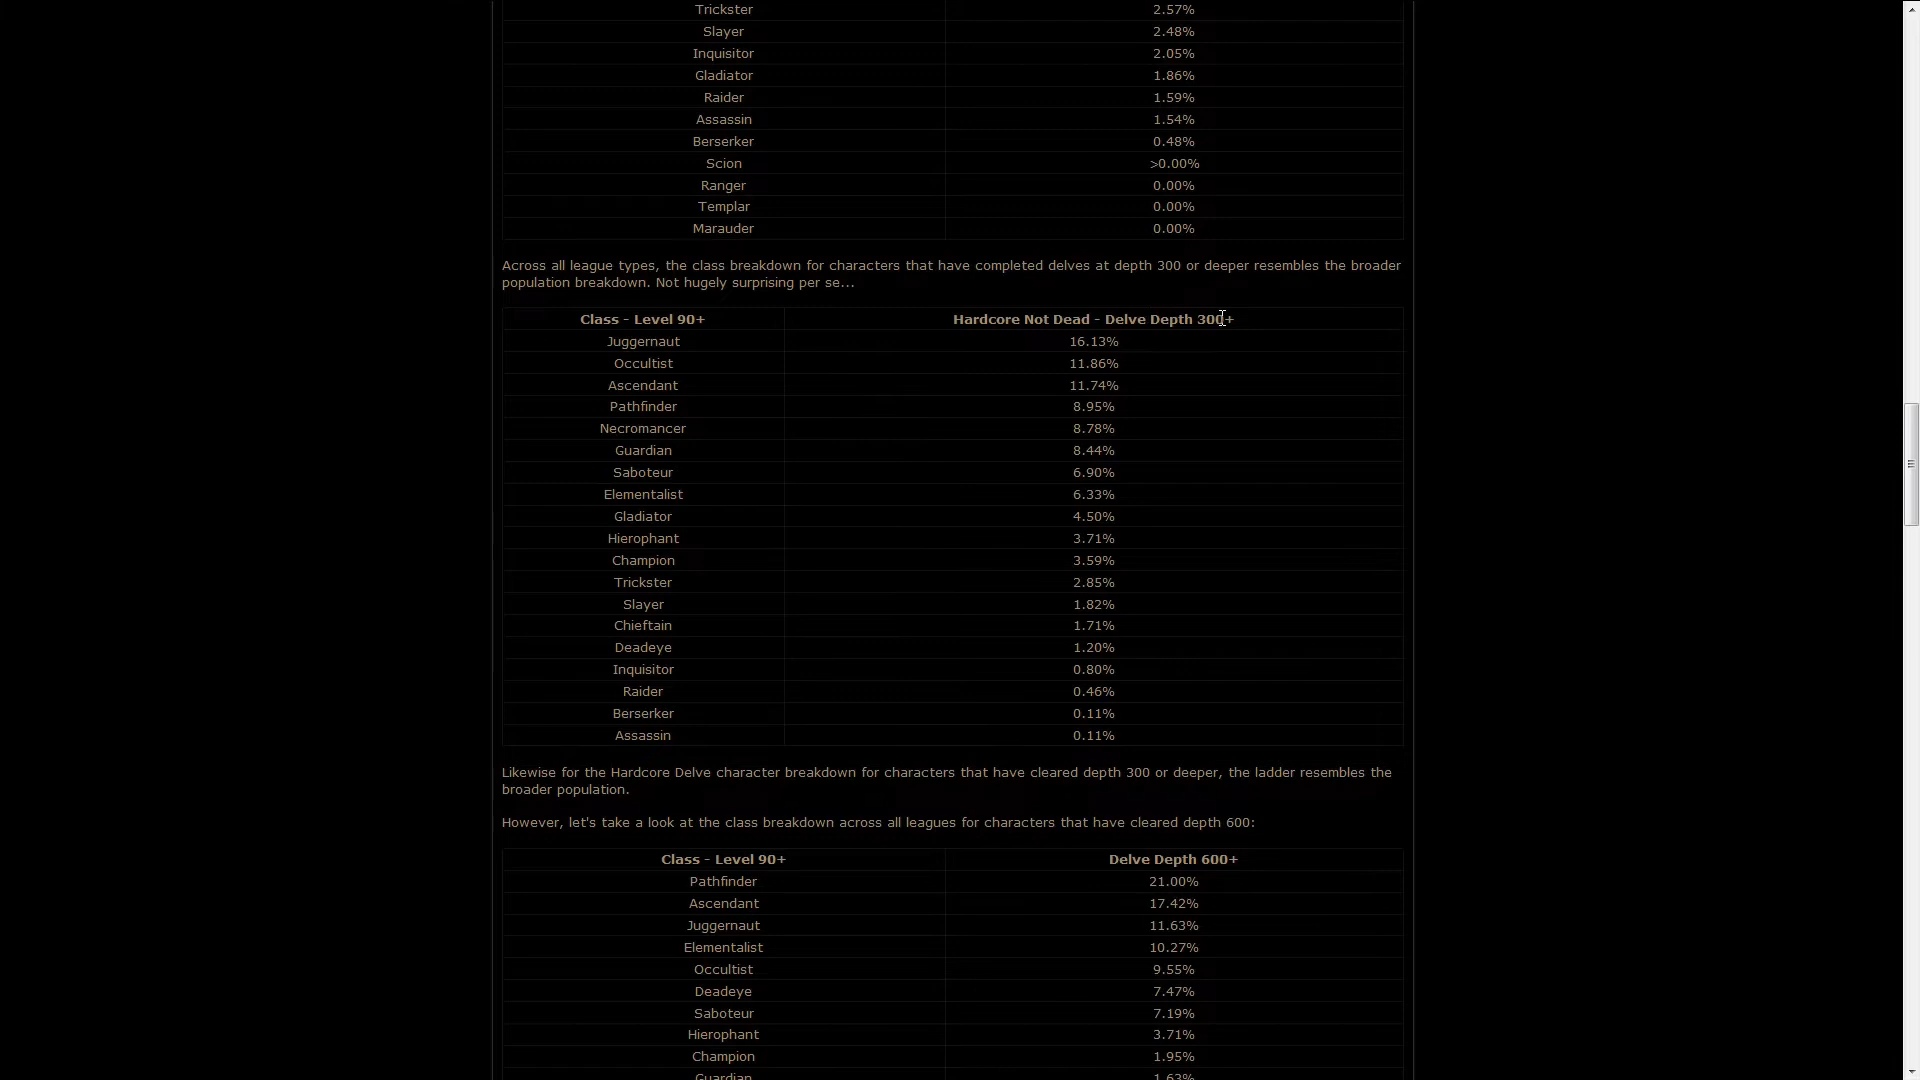 Trickster 2.57%
Slayer 2.48%
Inquisitor 2.05%
Gladiator 1.86%
Raider 1.59%
Assassin 1.54%
Berserker 0.48%
Scion >0.00%
Ranger 0.00%
Templar 0.00%
Marauder 0.00%
Across all league types, the class breakdown for characters that have completed delves at depth 300 or deeper resembles the broader
population breakdown. Not hugely surprising per se...
Class - Level 90+ Hardcore Not Dead - Delve Depth 300+
Juggernaut 16.13%
Occultist 11.86%
Ascendant 11.74%
Pathfinder 8.95%
Necromancer 8.78%
Guardian 8.44%
Saboteur 6.90%
Elementalist 6.33%
Gladiator 4.50%
Hierophant 3.71%
Champion 3.59%
Trickster 2.85%
Slayer 1.82%
Chieftain 1.71%
Deadeye 1.20%
Inquisitor 0.80%
Raider 0.46%
Berserker 0.11%
Assassin 0.11%
Likewise for the Hardcore Delve character breakdown for characters that have cleared depth 300 or deeper, the ladder resembles the
broader population.
However, let's take a look at the class breakdown across all leagues for characters that have cleared depth 600:
Class - Level 90+ Delve Depth 600+
Pathfinder 21.00%
Ascendant 17.42%
Juggernaut 11.63%
Elementalist 10.27%
Occultist 9.55%
Deadeye 7.47%
Saboteur 7.19%
Hierophant 3.71%
Champion 1.95%
Guardian 1.63%